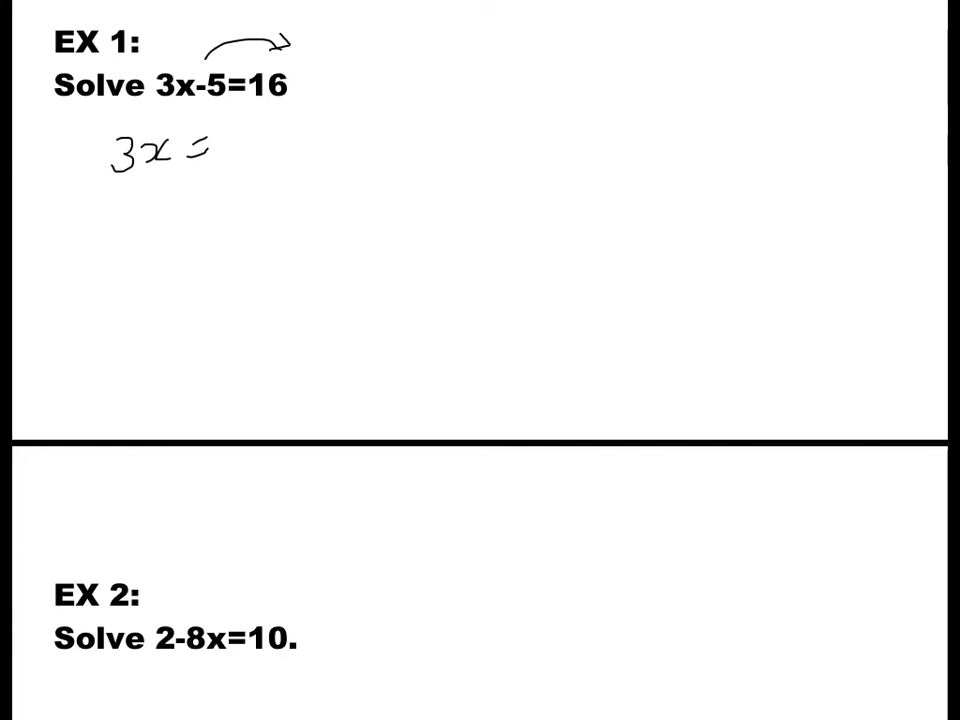 EX 1:
Solve 3x-5=16
3x =
EX 2:
Solve 2-8x=10.